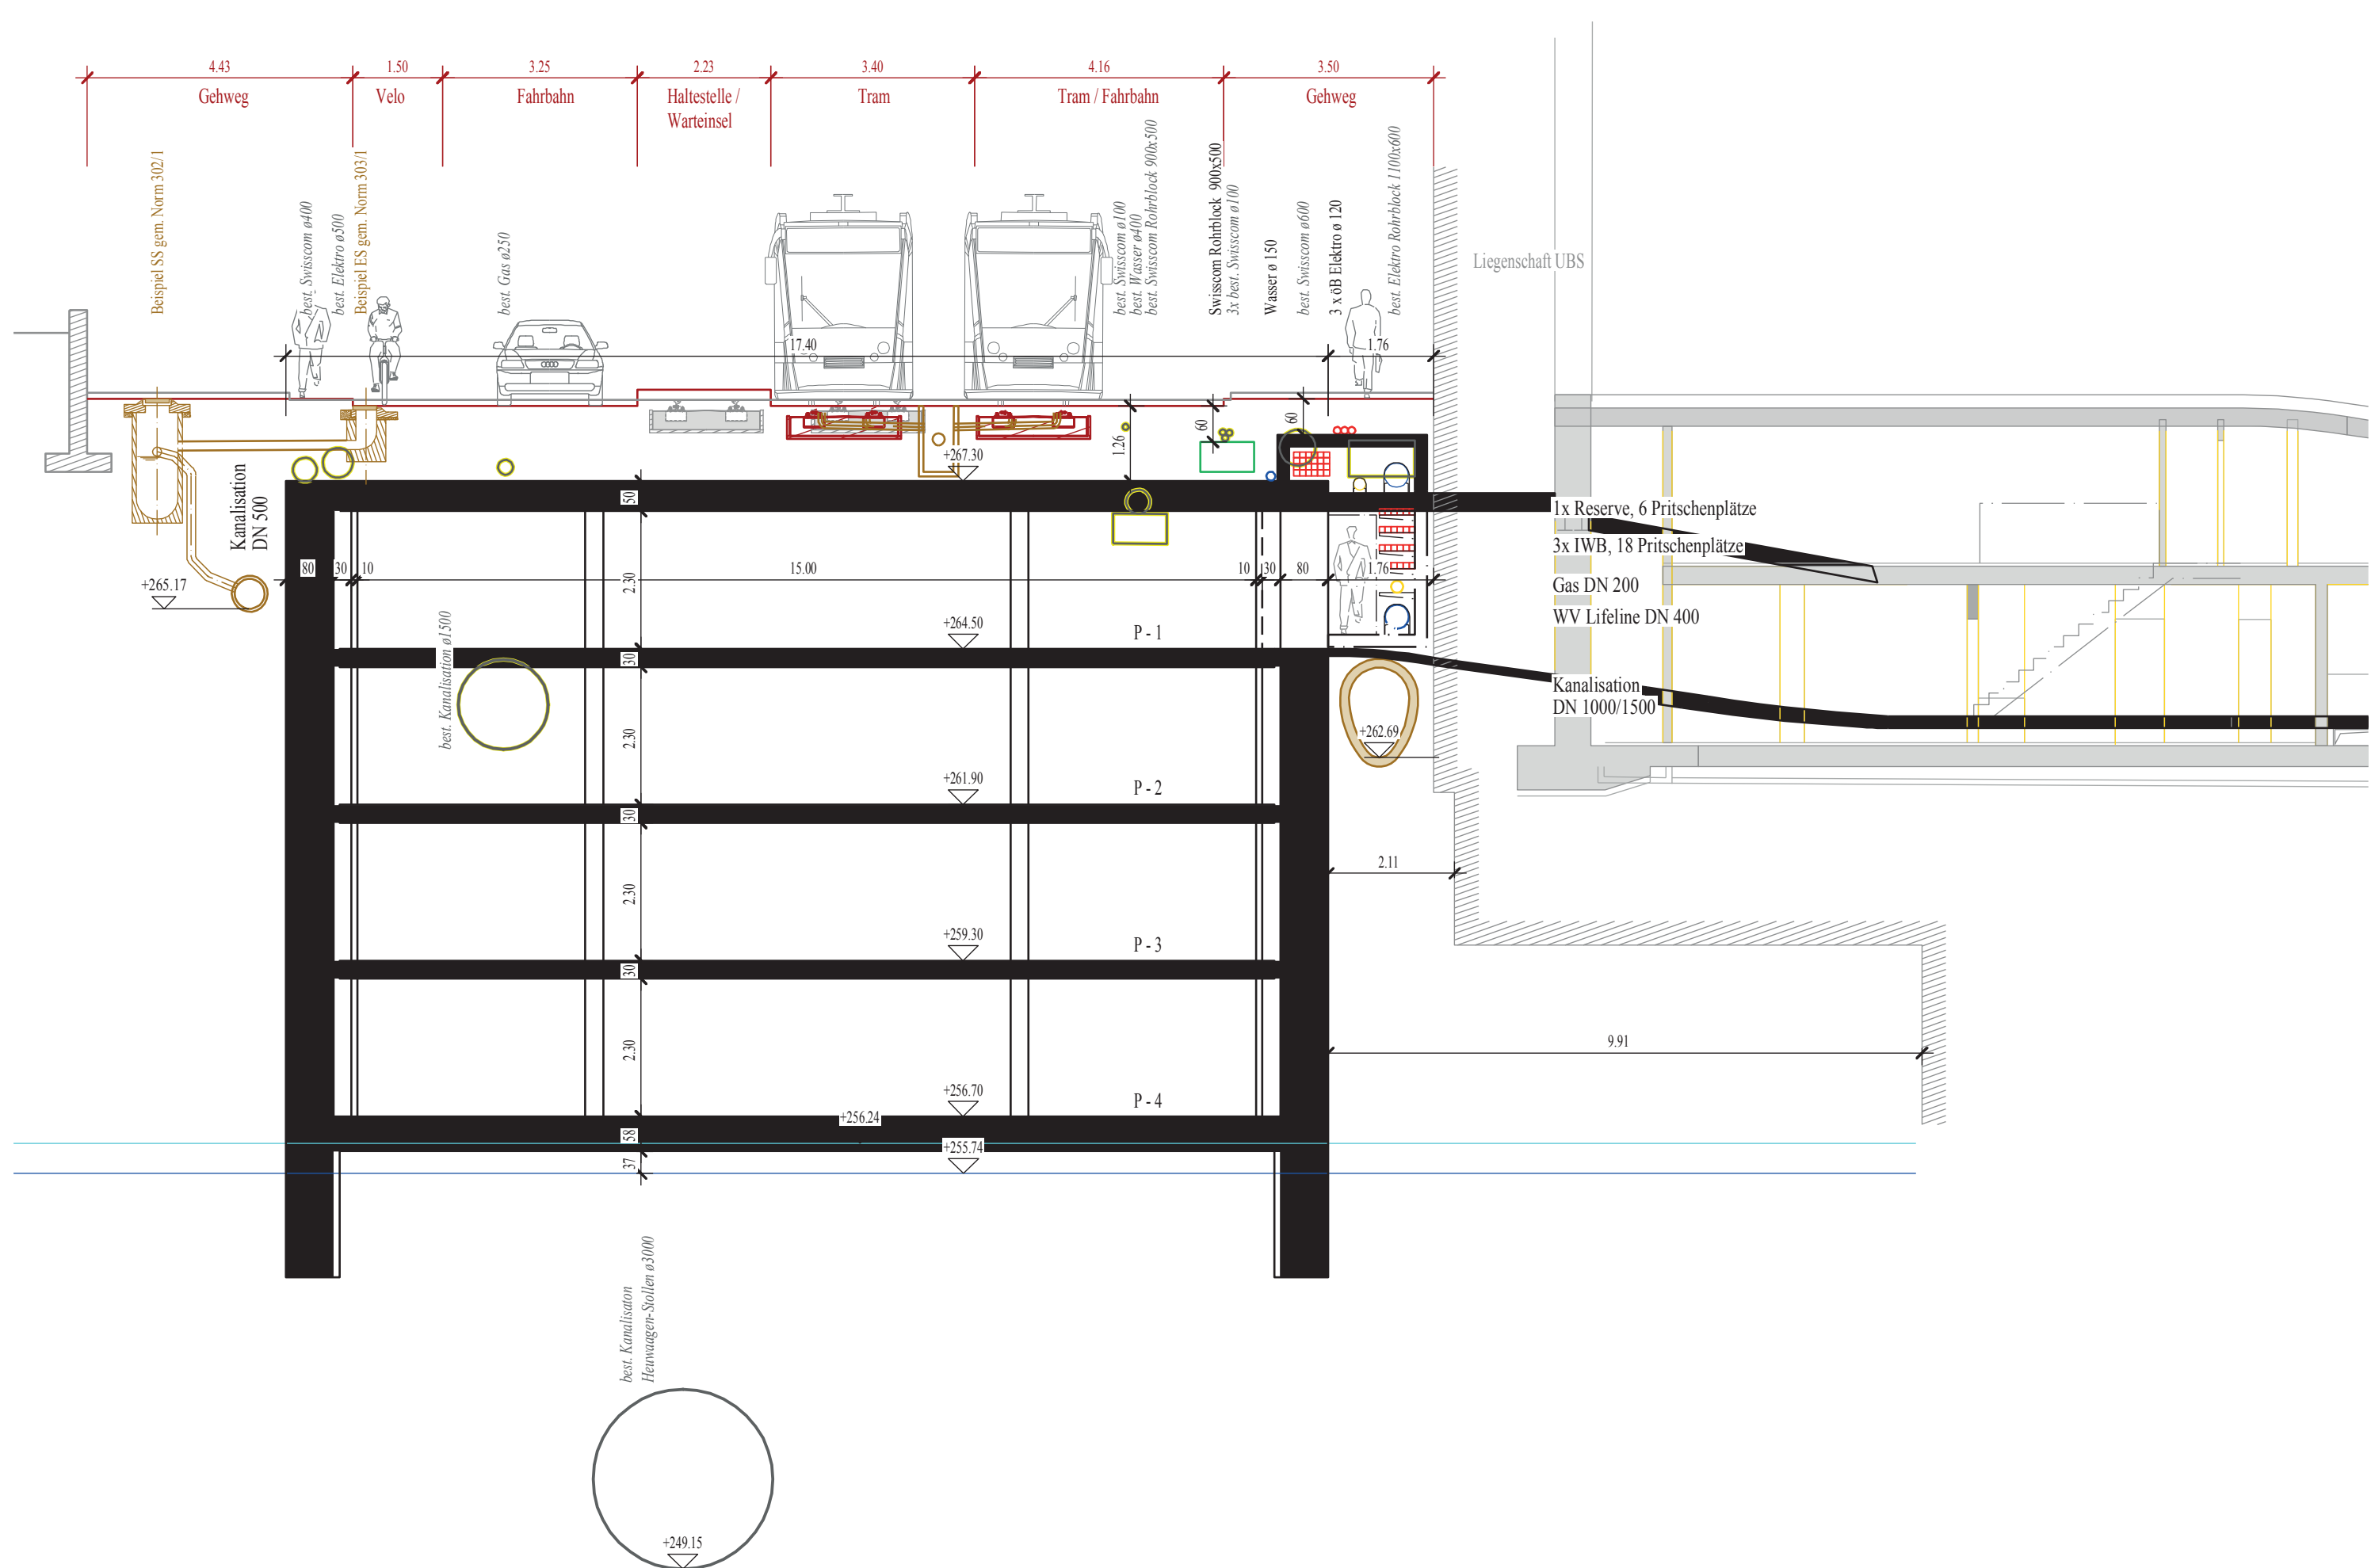 4.43
1.50
3.25
2.23
3.40
4.16
3.50
Gehweg
Velo
Fahrbahn
Haltestelle /
Warteinsel
Tram
Tram / Fahrbahn
Gehweg
Beispiel SS gem. Norm 302/1
best. Swisscom ø400
best. Elektro ø500
Beispiel ES gem. Norm 303/1
best. Gas ø250
best. Swisscom ø100
best. Wasser ø400
best. Swisscom Rohrblock 900x500
Swisscom Rohrblock 900x500
3x best. Swisscom ø100
Wasser ø 150
best. Swisscom ø600
3 x öB Elektro ø 120
best. Elektro Rohrblock 1100x600
Liegenschaft UBS
17.40
1.76
1.26
60
60
+267.30
Kanalisation
DN 500
50
1x Reserve, 6 Pritschenplätze
3x IWB, 18 Pritschenplätze
Gas DN 200
WV Lifeline DN 400
+265.17
80
30
10
2.30
15.00
10
30
80
1.76
+264.50
P - 1
30
best. Kanalisation ø1500
Kanalisation
DN 1000/1500
+262.69
2.30
+261.90
P - 2
30
2.11
2.30
+259.30
P - 3
30
9.91
2.30
+256.70
P - 4
+256.24
58
+255.74
37
best. Kanalisaton
Heuwagen-Stollen ø3000
+249.15